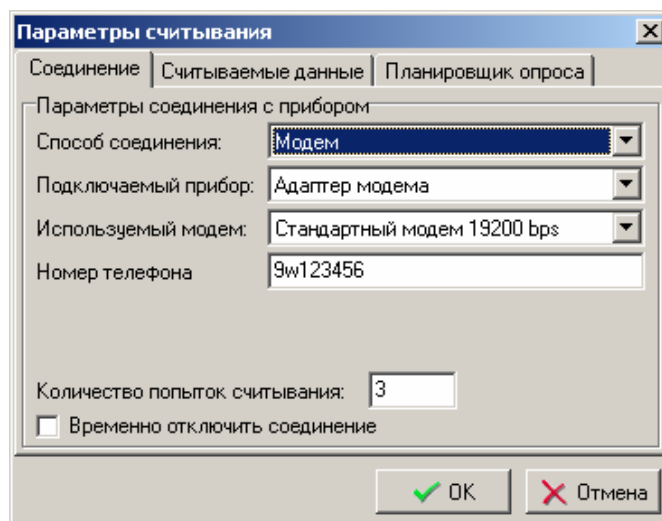 Параметры считывания
Соединение Считываемые данные Планировщик опроса
Параметры соединения с прибором
Способ соединения: Модем
Подключаемый прибор: Адаптер модема
Используемый модем: Стандартный модем 19200 bps
Номер телефона 9w123456
Количество попыток считывания: 3
Временно отключить соединение
OK Отмена